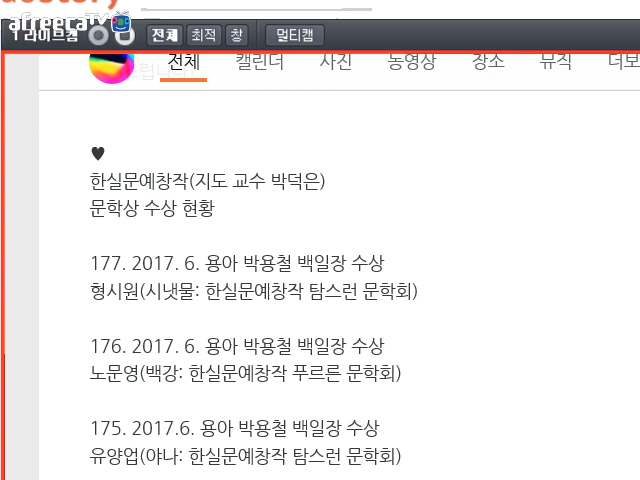 afreecaTV
라이브캠
전체 최적 창 멀티캠
전체 캘린더 사진 동영상 장소 뮤직 더보
♥
한실문예창작(지도 교수 박덕은)
문학상 수상 현황
177. 2017. 6. 용아 박용철 백일장 수상
형시원(시냇물: 한실문예창작 탐스런 문학회)
176. 2017. 6. 용아 박용철 백일장 수상
노문영(백강: 한실문예창작 푸르른 문학회)
175. 2017.6. 용아 박용철 백일장 수상
유양업(야나: 한실문예창작 탐스런 문학회)